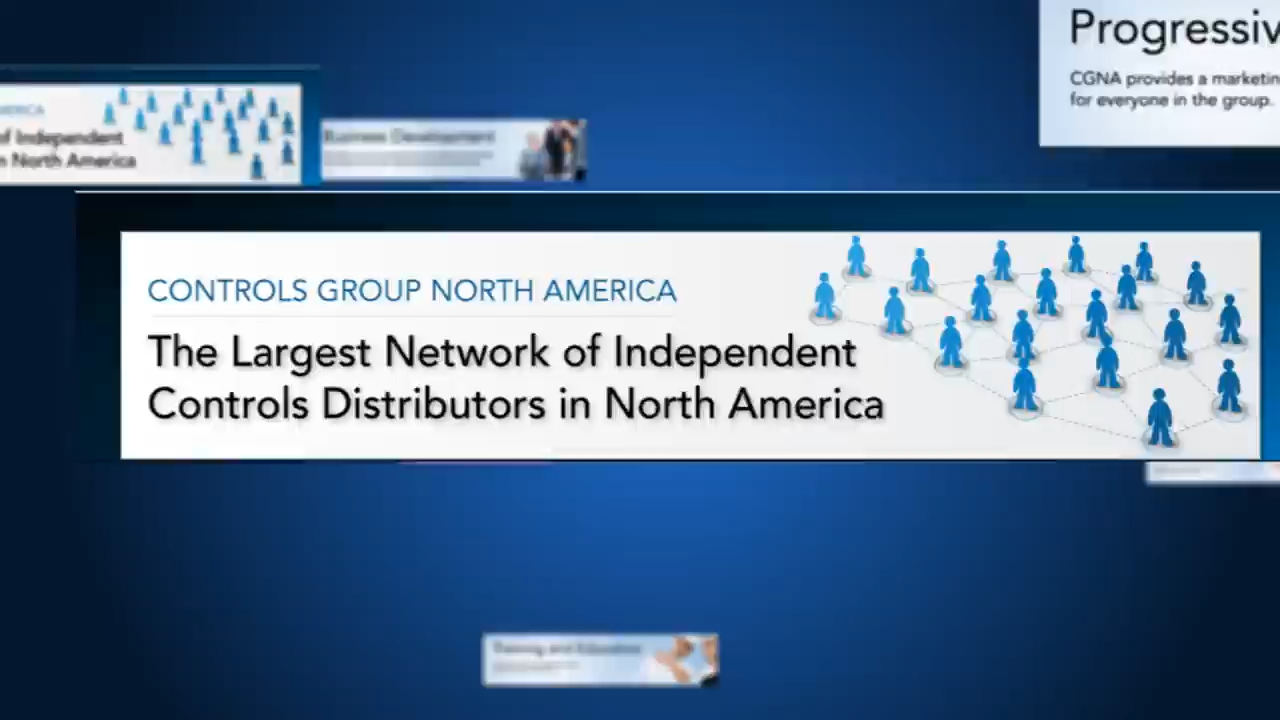 Progressiv
CGNA provides a marketin
for everyone in the group.
of Independent
North America
Business Development
CONTROLS GROUP NORTH AMERICA
The Largest Network of Independent
Controls Distributors in North America
Training and Education